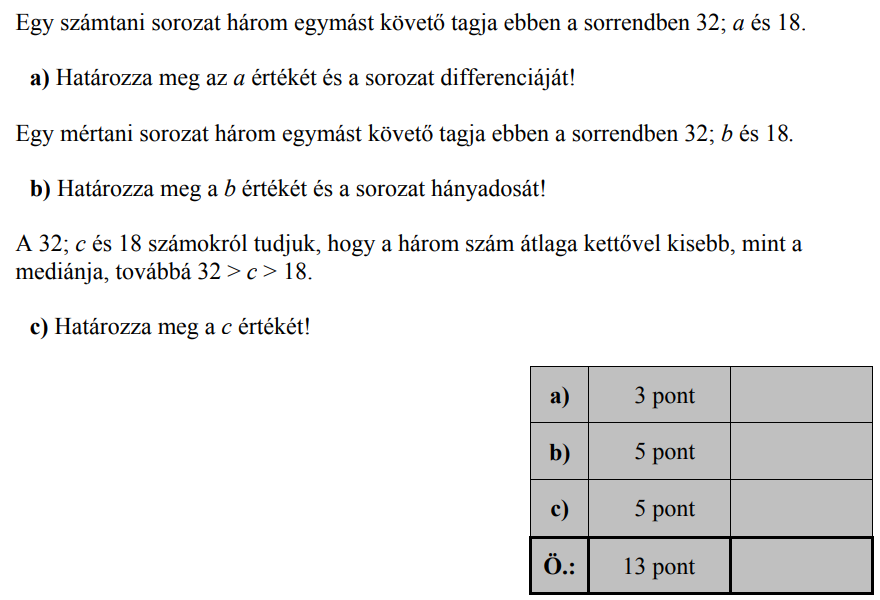 Egy számtani sorozat három egymást követő tagja ebben a sorrendben 32; a és 18.
a) Határozza meg az a értékét és a sorozat differenciáját!
Egy mértani sorozat három egymást követő tagja ebben a sorrendben 32; b és 18.
b) Határozza meg a b értékét és a sorozat hányadosát!
A 32; c és 18 számokról tudjuk, hogy a három szám átlaga kettővel kisebb, mint a
mediánja, továbbá 32 > c > 18.
c) Határozza meg a c értékét!
a) 3 pont
b) 5 pont
c) 5 pont
Ö.: 13 pont